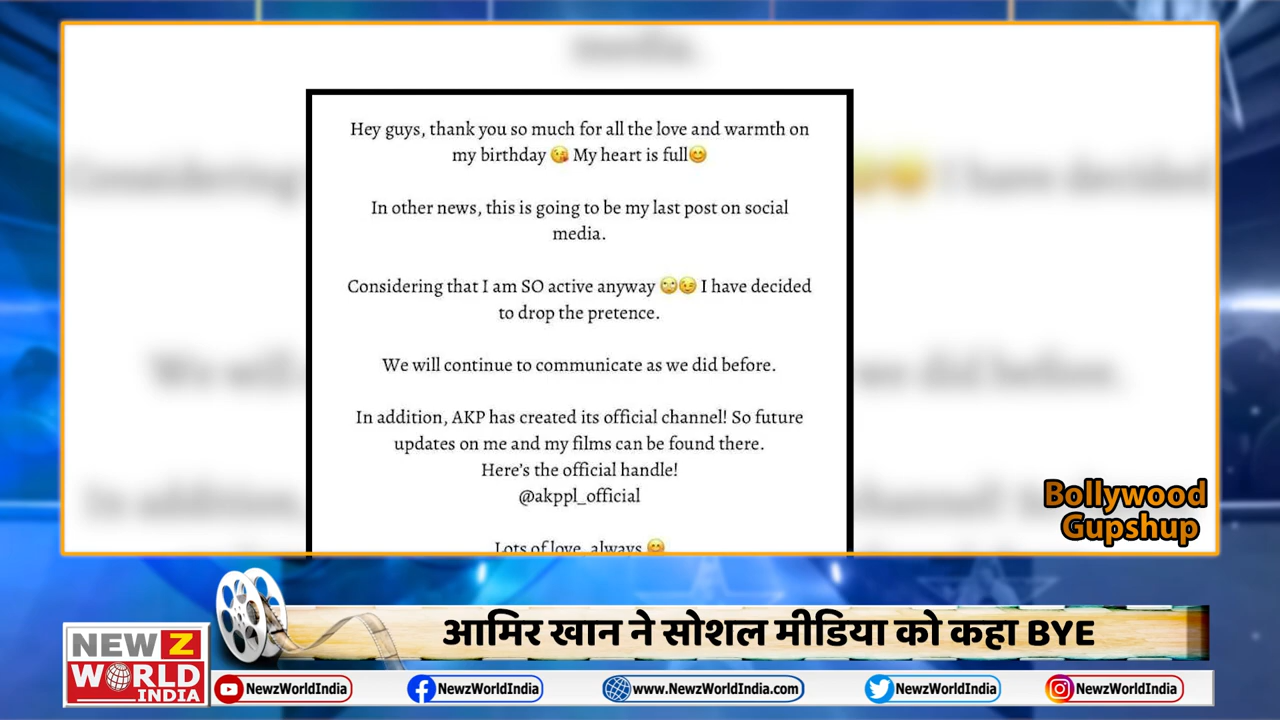 media.
Hey guys, thank you so much for all the love and warmth on
my birthday 😘 My heart is full😊
In other news, this is going to be my last post on social
media.
Considering that I am SO active anyway 🙄😉 I have decided
to drop the pretence.
We will continue to communicate as we did before.
In addition, AKP has created its official channel! So future
updates on me and my films can be found there.
Here's the official handle!
@akppl_official
Lots of love, always 😊
Bollywood
Gupshup
आमिर खान ने सोशल मीडिया को कहा BYE
NEWZ
WORLD
INDIA
NewzWorldIndia
NewzWorldIndia
www.NewzWorldIndia.com
NewzWorldIndia
NewzWorldIndia